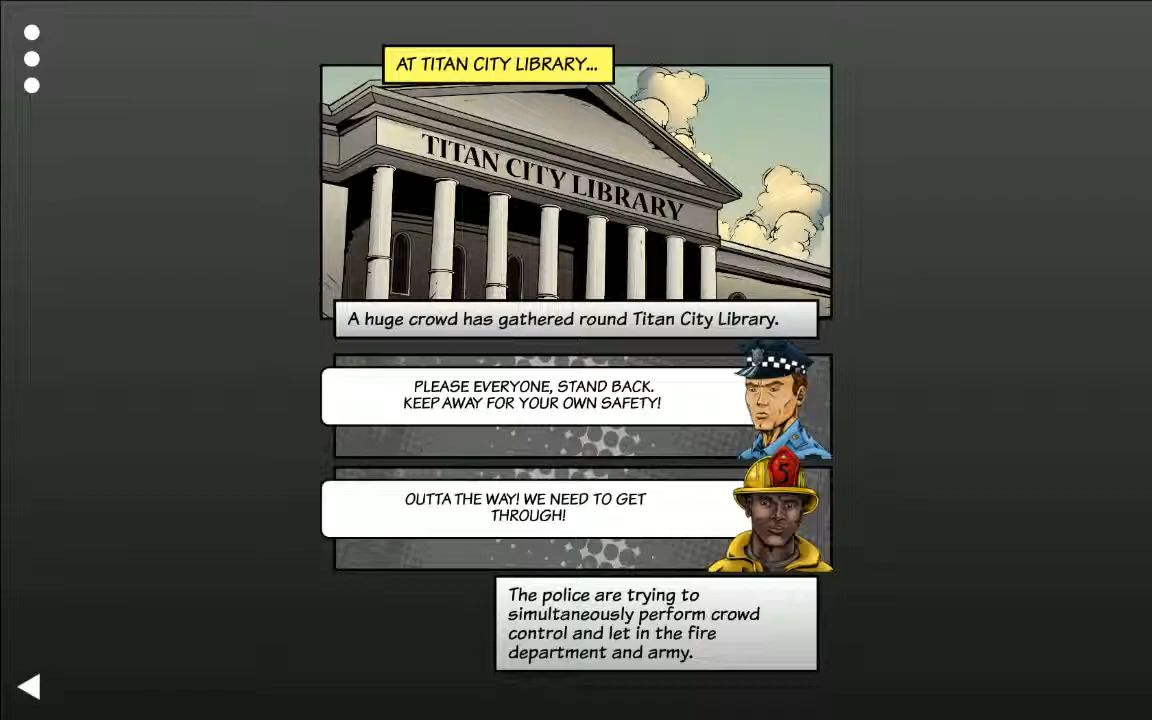 AT TITAN CITY LIBRARY...
TITAN CITY LIBRARY
A huge crowd has gathered round Titan City Library.
PLEASE EVERYONE, STAND BACK.
KEEP AWAY FOR YOUR OWN SAFETY!
5
OUTTA THE WAY! WE NEED TO GET
THROUGH!
The police are trying to
simultaneously perform crowd
control and let in the fire
department and army.